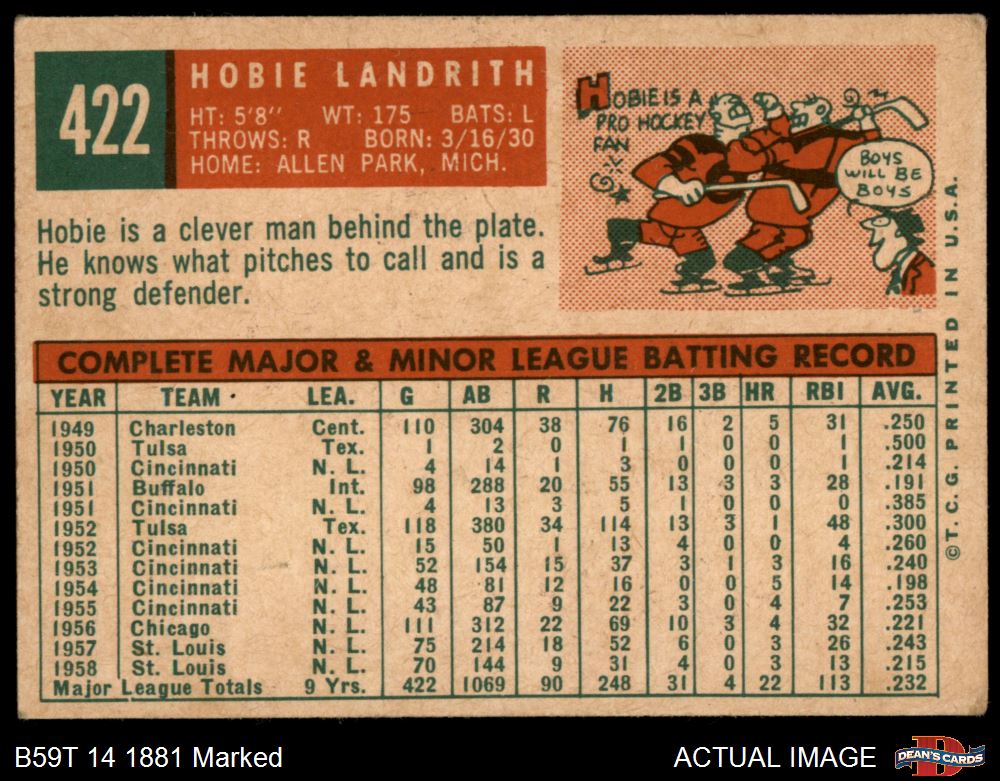 422
HOBIE LANDRITH
HT: 5'8" WT: 175 BATS: L
THROWS: R BORN: 3/16/30
HOME: ALLEN PARK, MICH.
HOBIE IS A
PRO HOCKEY
FAN
BOYS
WILL BE
BOYS
Hobie is a clever man behind the plate.
He knows what pitches to call and is a
strong defender.
COMPLETE MAJOR & MINOR LEAGUE BATTING RECORD
YEAR TEAM LEA. G AB R H 2B 3B HR RBI AVG.
1949 Charleston Cent. 110 304 38 76 16 2 5 31 .250
1950 Tulsa Tex. 1 2 0 1 1 0 0 1 .500
1950 Cincinnati N. L. 4 14 1 3 0 0 0 1 .214
1951 Buffalo Int. 98 288 20 55 13 3 3 28 .191
1951 Cincinnati N. L. 4 13 3 5 1 0 0 0 .385
1952 Tulsa Tex. 118 380 34 114 13 3 1 48 .300
1952 Cincinnati N. L. 15 50 1 13 4 0 0 4 .260
1953 Cincinnati N. L. 52 154 15 37 3 1 3 16 .240
1954 Cincinnati N. L. 48 81 12 16 0 0 5 14 .198
1955 Cincinnati N. L. 43 87 9 22 3 0 4 7 .253
1956 Chicago N. L. 111 312 22 69 10 3 4 32 .221
1957 St. Louis N. L. 75 214 18 52 6 0 3 26 .243
1958 St. Louis N. L. 70 144 9 31 4 0 3 13 .215
Major League Totals 9 Yrs. 422 1069 90 248 31 4 22 113 .232
©T.C.G. PRINTED IN U.S.A.
B59T 14 1881 Marked
ACTUAL IMAGE
D
DEAN'S CARDS